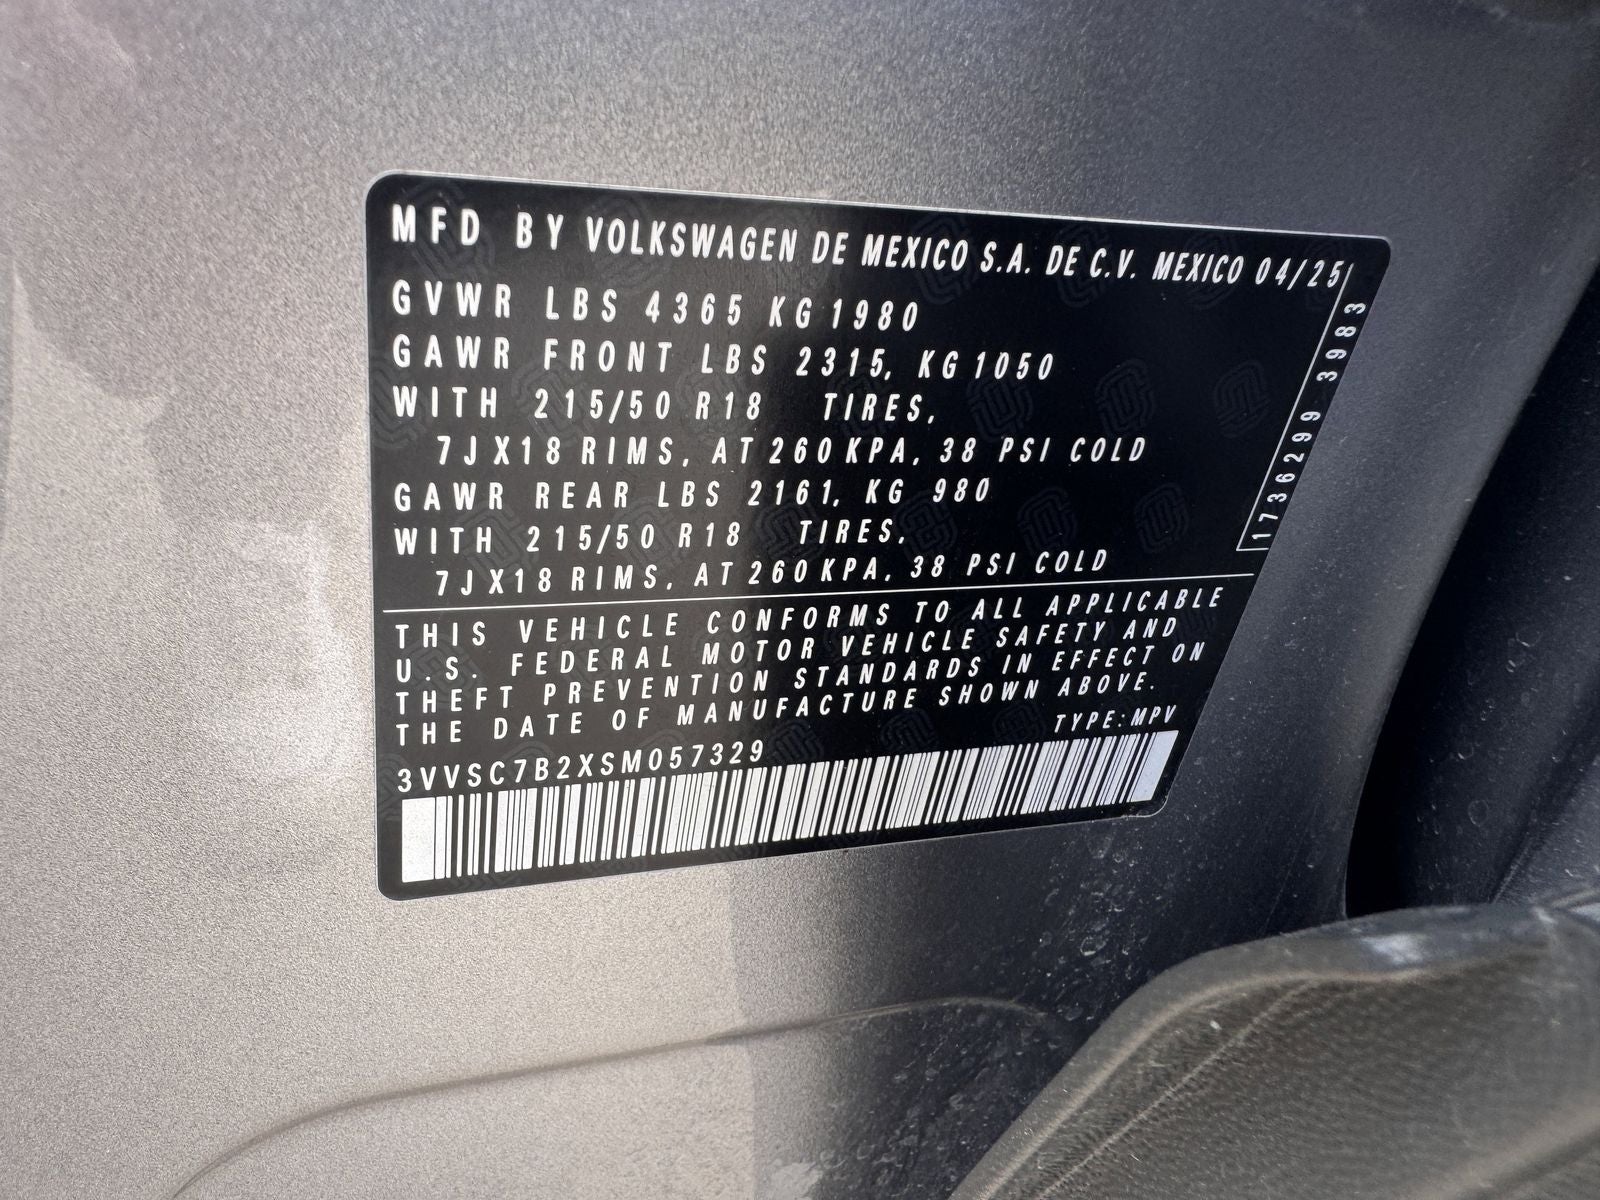 MFD BY VOLKSWAGEN DE MEXICO S.A. DE C.V. MEXICO 04/25
GVWR LBS 4365 KG 1980
GAWR FRONT LBS 2315, KG 1050
WITH 215/50 R18 TIRES,
7JX18 RIMS, AT 260 KPA, 38 PSI COLD
GAWR REAR LBS 2161, KG 980
WITH 215/50 R18 TIRES,
7JX18 RIMS, AT 260 KPA, 38 PSI COLD
1736299 3983
THIS VEHICLE CONFORMS TO ALL APPLICABLE
U.S. FEDERAL MOTOR VEHICLE SAFETY AND
THEFT PREVENTION STANDARDS IN EFFECT ON
THE DATE OF MANUFACTURE SHOWN ABOVE.
TYPE: MPV
3VVSC7B2XSM057329